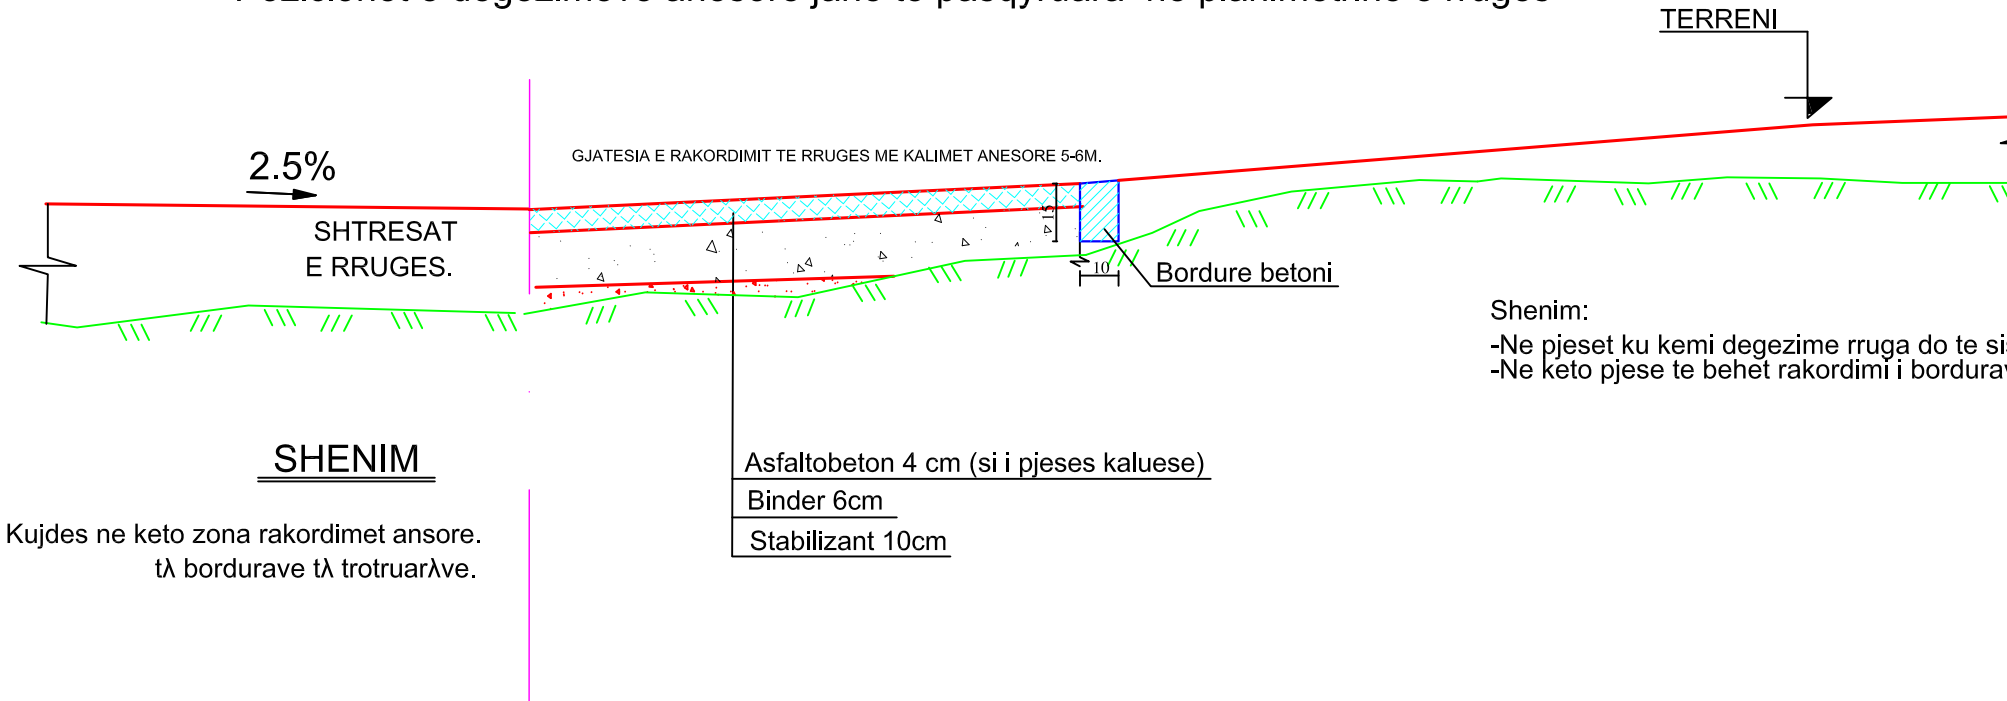 TERRENI
GJATESIA E RAKORDIMIT TE RRUGES ME KALIMET ANESORE 5-6M.
2.5%
SHTRESAT
E RRUGES.
15
10
Bordure betoni
Shenim:
-Ne pjeset ku kemi degezime rruga do te
-Ne keto pjese te behet rakordimi i
SHENIM
Asfaltobeton 4 cm (si i pjeses kaluese)
Binder 6cm
Stabilizant 10cm
Kujdes ne keto zona rakordimet ansore.
tλ bordurave tλ trotruarλve.